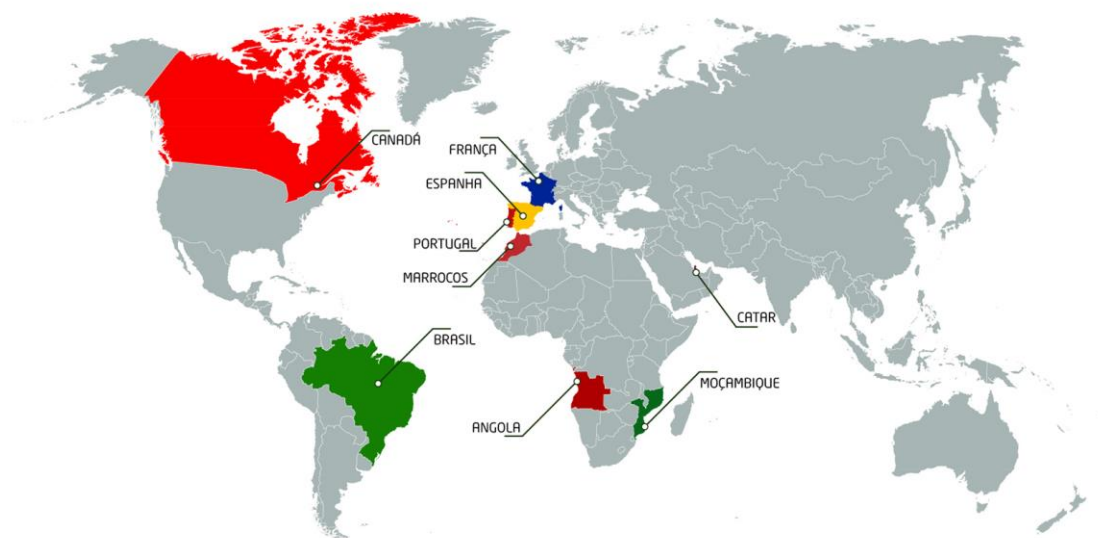 CANADÁ
FRANÇA
ESPANHA
PORTUGAL
MARROCOS
CATAR
BRASIL
MOÇAMBIQUE
ANGOLA